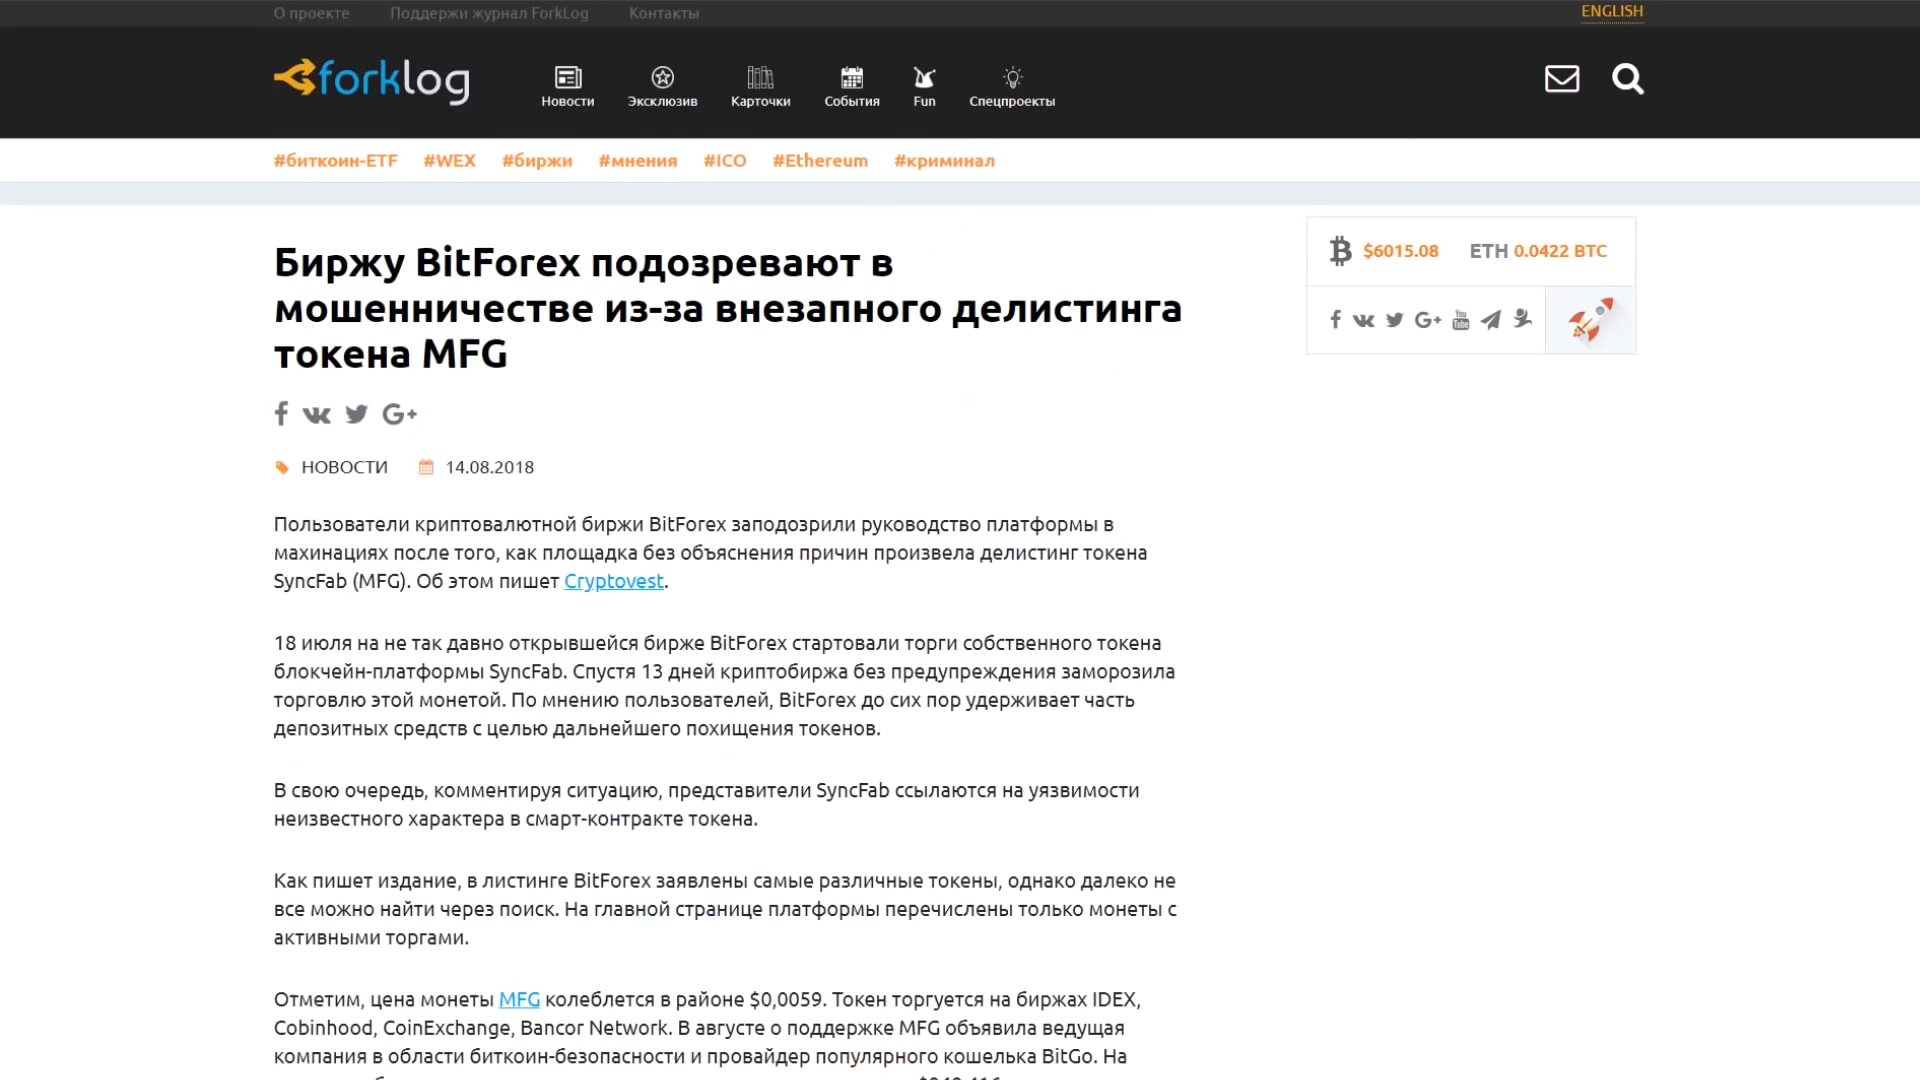 О проекте Поддержи журнал ForkLog Контакты ENGLISH
forklog
Новости Эксклюзив Карточки События Fun Спецпроекты
#биткоин-ETF #WEX #биржи #мнения #ICO #Ethereum #криминал
$6015.08 ETH 0.0422 BTC
Биржу BitForex подозревают в
мошенничестве из-за внезапного делистинга
токена MFG
НОВОСТИ 14.08.2018
Пользователи криптовалютной биржи BitForex заподозрили руководство платформы в
махинациях после того, как площадка без объяснения причин произвела делистинг токена
SyncFab (MFG). Об этом пишет Cryptovest.
18 июля на не так давно открывшейся бирже BitForex стартовали торги собственного токена
блокчейн-платформы SyncFab. Спустя 13 дней криптобиржа без предупреждения заморозила
торговлю этой монетой. По мнению пользователей, BitForex до сих пор удерживает часть
депозитных средств с целью дальнейшего похищения токенов.
В свою очередь, комментируя ситуацию, представители SyncFab ссылаются на уязвимости
неизвестного характера в смарт-контракте токена.
Как пишет издание, в листинге BitForex заявлены самые различные токены, однако далеко не
все можно найти через поиск. На главной странице платформы перечислены только монеты с
активными торгами.
Отметим, цена монеты MFG колеблется в районе $0,0059. Токен торгуется на биржах IDEX,
Cobinhood, CoinExchange, Bancor Network. В августе о поддержке MFG объявила ведущая
компания в области биткоин-безопасности и провайдер популярного кошелька BitGo. На